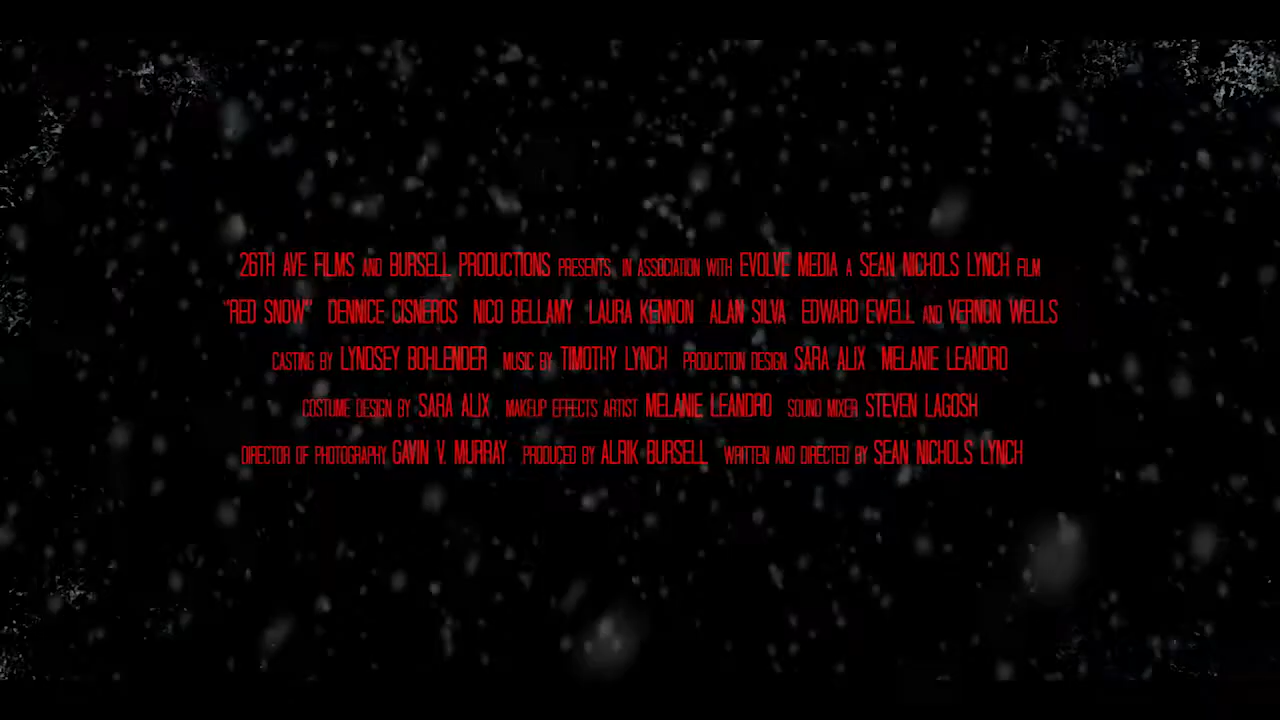 26TH AVE FILMS AND BURSELL PRODUCTIONS PRESENTS IN ASSOCIATION WITH EVOLVE MEDIA A SEAN NICHOLS LYNCH FILM
"RED SNOW" DENNICE CISNEROS NICO BELLAMY LAURA KENNON ALAN SILVA EDWARD EWELL AND VERNON WELLS
CASTING BY LYNDSEY BOHLENDER MUSIC BY TIMOTHY LYNCH PRODUCTION DESIGN SARA ALIX MELANIE LEANDRO
COSTUME DESIGN BY SARA ALIX MAKEUP EFFECTS ARTIST MELANIE LEANDRO SOUND MIXER STEVEN LAGOSH
DIRECTOR OF PHOTOGRAPHY GAVIN V. MURRAY PRODUCED BY ALRIK BURSELL WRITTEN AND DIRECTED BY SEAN NICHOLS LYNCH